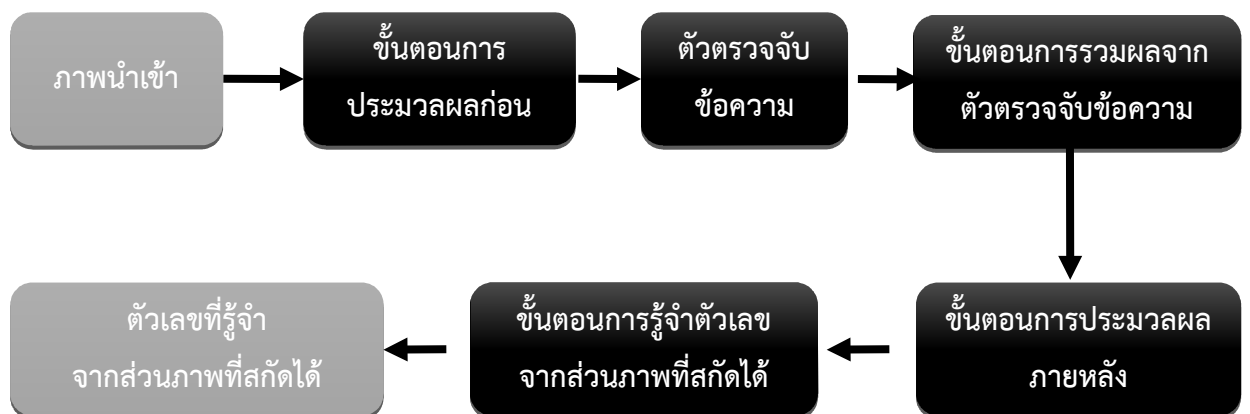 ภาพนำเข้า
ขั้นตอนการ
ประมวลผลก่อน
ตัวตรวจจับ
ข้อความ
ขั้นตอนการรวมผลจาก
ตัวตรวจจับข้อความ
ขั้นตอนการประมวลผล
ภายหลัง
ขั้นตอนการรู้จำตัวเลข
จากส่วนภาพที่สกัดได้
ตัวเลขที่รู้จำ
จากส่วนภาพที่สกัดได้